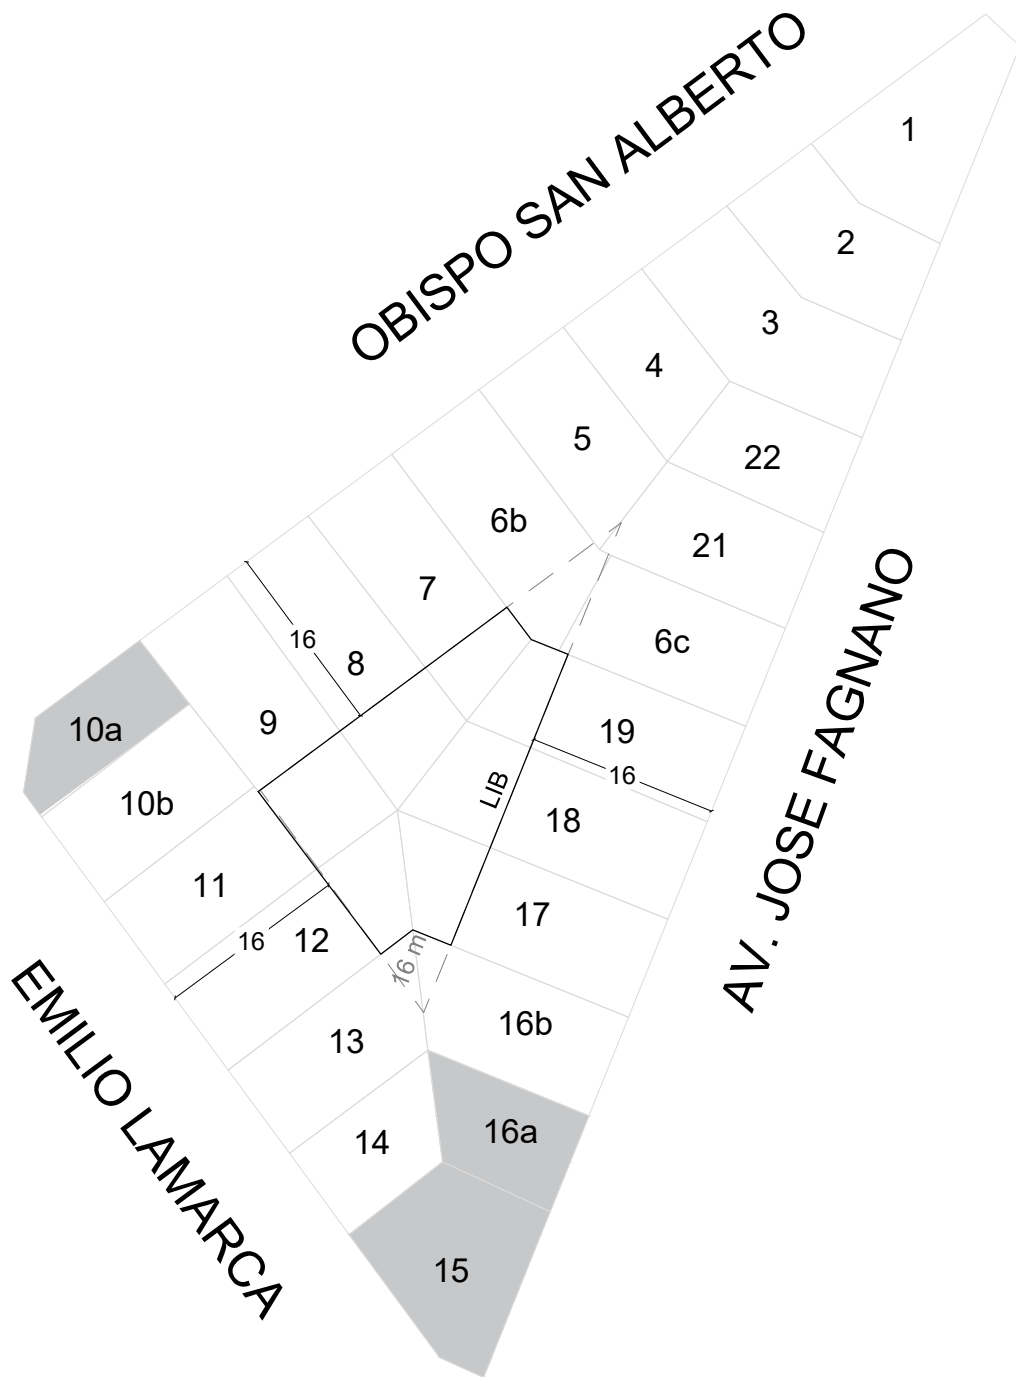 OBISPO SAN ALBERTO
1
2
3
4
22
5
6b
21
7
16
8
6c
9
10a
19
16
10b
LIB
18
11
17
12
16
16 m
AV. JOSE FAGNANO
13
16b
14
16a
EMILIO LAMARCA
15